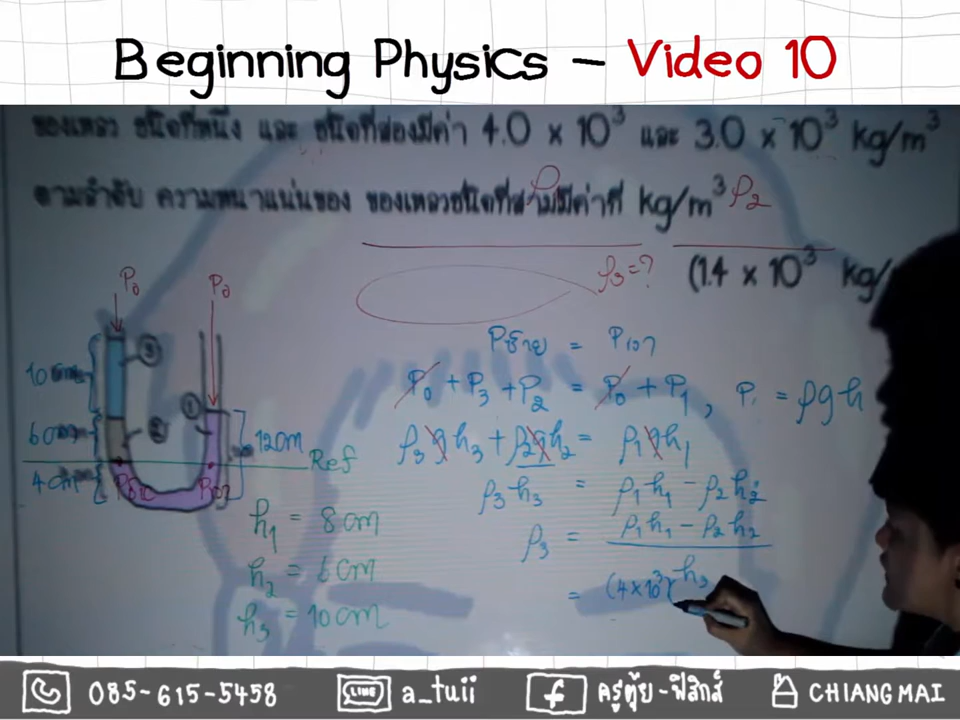 Beginning Physics – Video 10
ของเหลว ชนิดที่หนึ่ง และ ชนิดที่สองมีค่า 4.0 x 10³ และ 3.0 x 10³ kg/m³
ตามลำดับ ความหนาแน่นของ ของเหลวชนิดที่สามมีค่ากี่ kg/m³ ρ₂
ρ₃ = ?
(1.4 x 10³ kg/
P₀ P₀
③
10 cm
①
②
6 cm
12 cm
4 cm
Ref
h₁ = 8 cm
h₂ = 6 cm
h₃ = 10 cm
Pซ้าย = Pขวา
P₀ + P₃ + P₂ = P₀ + P₁ , P = ρgh
ρ₃gh₃ + ρ₂gh₂ = ρ₁gh₁
ρ₃h₃ = ρ₁h₁ - ρ₂h₂
ρ₃ = ρ₁h₁ - ρ₂h₂
h₃
= (4×10³)(
085-615-5458
LINE a_tuii
f ครูตุ้ย-ฟิสิกส์
CHIANG MAI